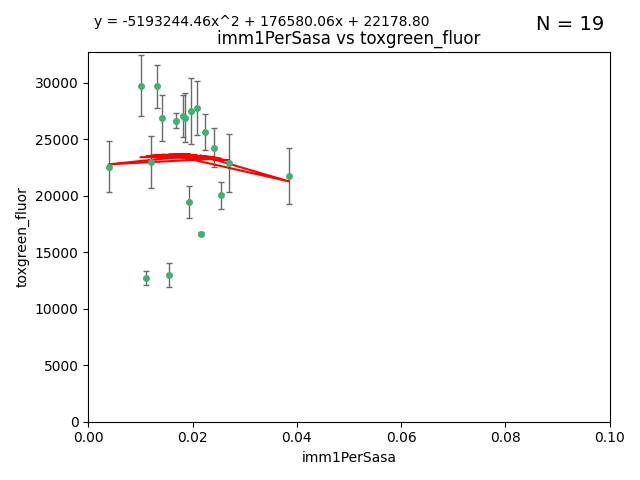 y = -5193244.46x^2 + 176580.06x + 22178.80
N = 19
imm1PerSasa vs toxgreen_fluor
30000
25000
20000
15000
10000
5000
0
toxgreen_fluor
0.00 0.02 0.04 0.06 0.08 0.10
imm1PerSasa